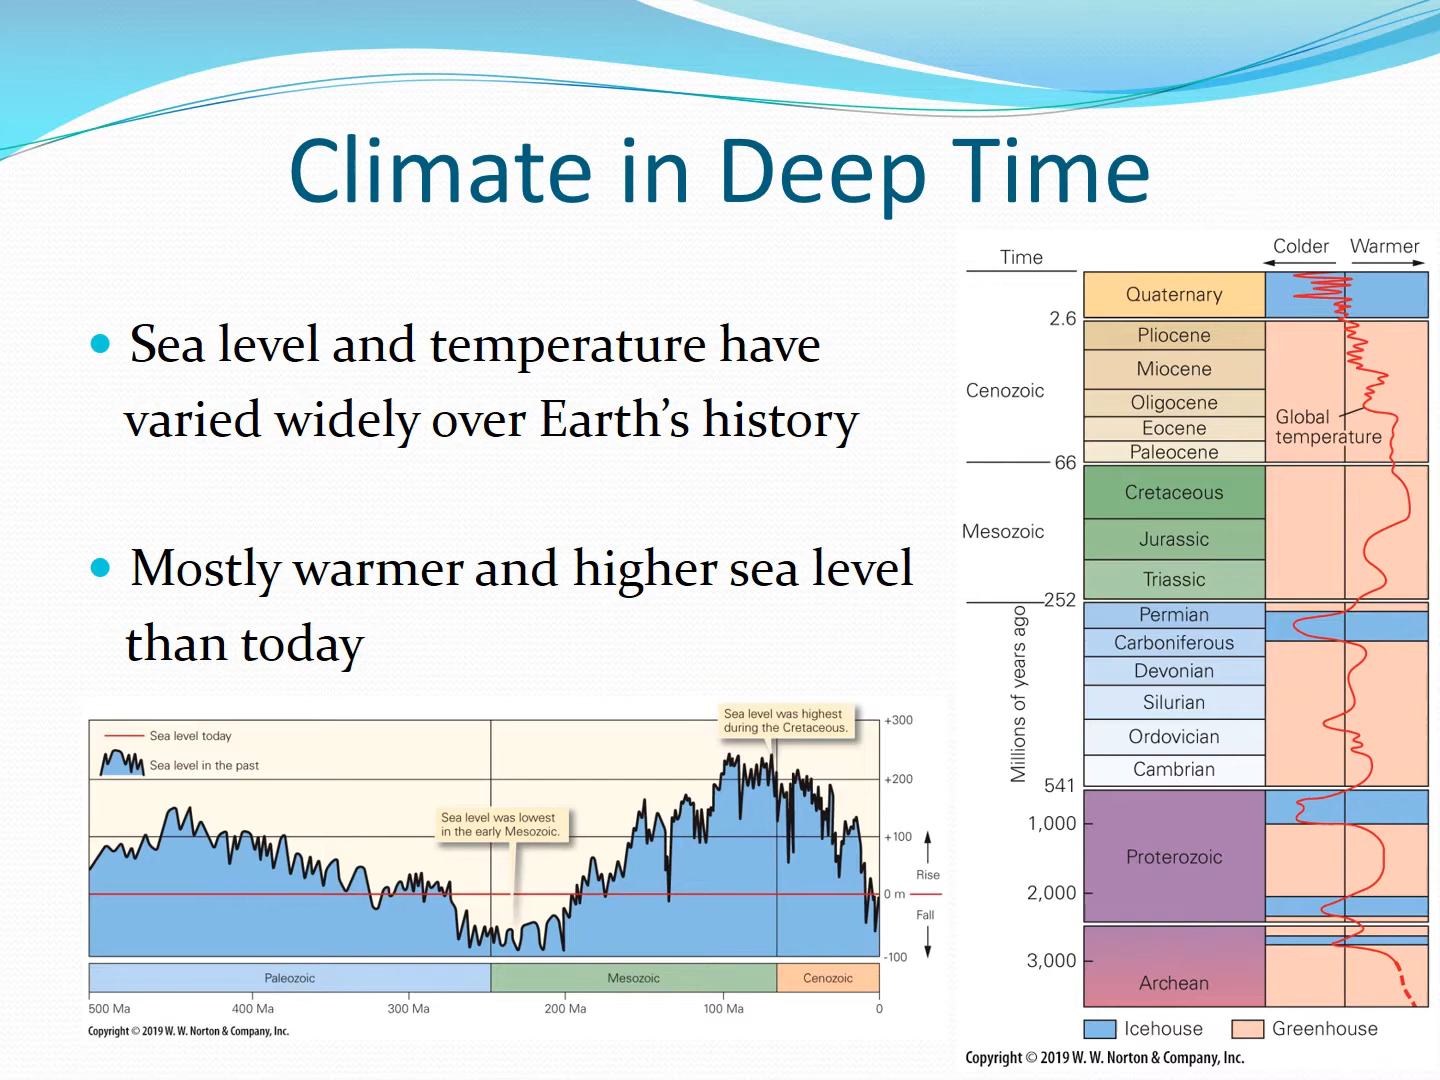 Climate in Deep Time
• Sea level and temperature have
varied widely over Earth’s history
• Mostly warmer and higher sea level
than today
Sea level today
Sea level in the past
Sea level was lowest
in the early Mesozoic.
Sea level was highest
during the Cretaceous.
+300
+200
+100
Rise
0 m
Fall
-100
Paleozoic
Mesozoic
Cenozoic
500 Ma
400 Ma
300 Ma
200 Ma
100 Ma
0
Copyright © 2019 W. W. Norton & Company, Inc.
Time
Colder
Warmer
Quaternary
2.6
Pliocene
Miocene
Cenozoic
Oligocene
Eocene
Paleocene
Global
temperature
66
Cretaceous
Mesozoic
Jurassic
Triassic
252
Permian
Carboniferous
Devonian
Silurian
Ordovician
Cambrian
Millions of years ago
541
1,000
Proterozoic
2,000
3,000
Archean
Icehouse
Greenhouse
Copyright © 2019 W. W. Norton & Company, Inc.